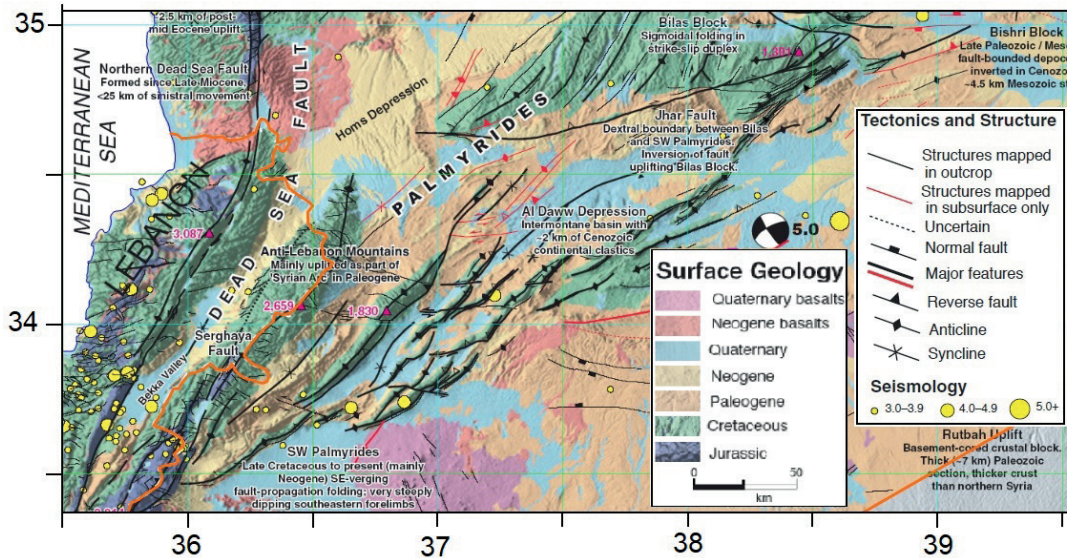 35
34
36
37
38
39
MEDITERRANEAN
SEA
2.5 km of post-
mid Eocene uplift
Northern Dead Sea Fault
Formed since Late Miocene,
<25 km of sinistral movement
DEAD SEA FAULT
LEBANON
Homs Depression
PALMYRIDES
Bilas Block
Sigmoidal folding in
strike-slip duplex
Bishri Block
Late Paleozoic / Meso
fault-bounded depoce
inverted in Cenozo
~4.5 km Mesozoic st
Jhar Fault
Dextral boundary between Bilas
and SW Palmyrides.
Inversion of fault
uplifting Bilas Block.
Al Daww Depression
Intermontane basin with
~2 km of Cenozoic
continental clastics
5.0
3,087
Anti-Lebanon Mountains
Mainly uplifted as part of
'Syrian Arc' in Paleogene
2,659
1,830
Serghaya
Fault
Bekka Valley
SW Palmyrides
Late Cretaceous to present (mainly
Neogene) SE-verging
fault-propagation folding; very steeply
dipping southeastern forelimbs
Surface Geology
Quaternary basalts
Neogene basalts
Quaternary
Neogene
Paleogene
Cretaceous
Jurassic
0
50
km
Tectonics and Structure
Structures mapped
in outcrop
Structures mapped
in subsurface only
Uncertain
Normal fault
Major features
Reverse fault
Anticline
Syncline
Seismology
3.0–3.9
4.0–4.9
5.0+
Rutbah Uplift
Basement-cored crustal block.
Thick (~7 km) Paleozoic
section, thicker crust
than northern Syria